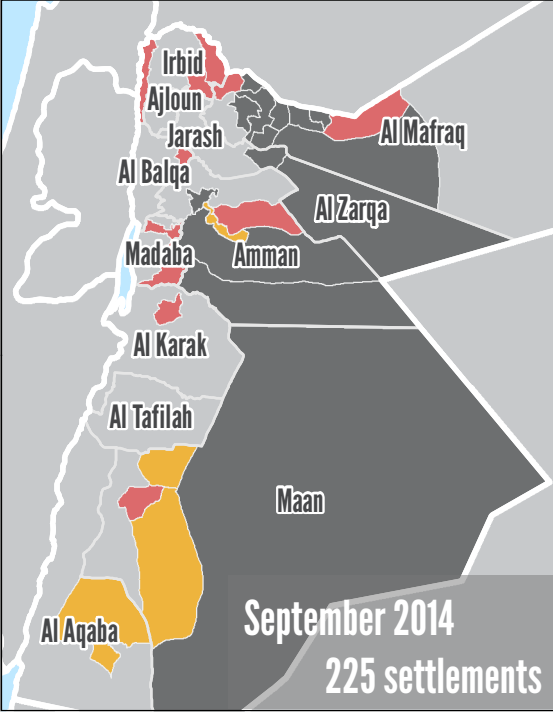 Irbid
Ajloun
Jarash
Al Mafraq
Al Balqa
Al Zarqa
Madaba
Amman
Al Karak
Al Tafilah
Maan
Al Aqaba
September 2014
225 settlements